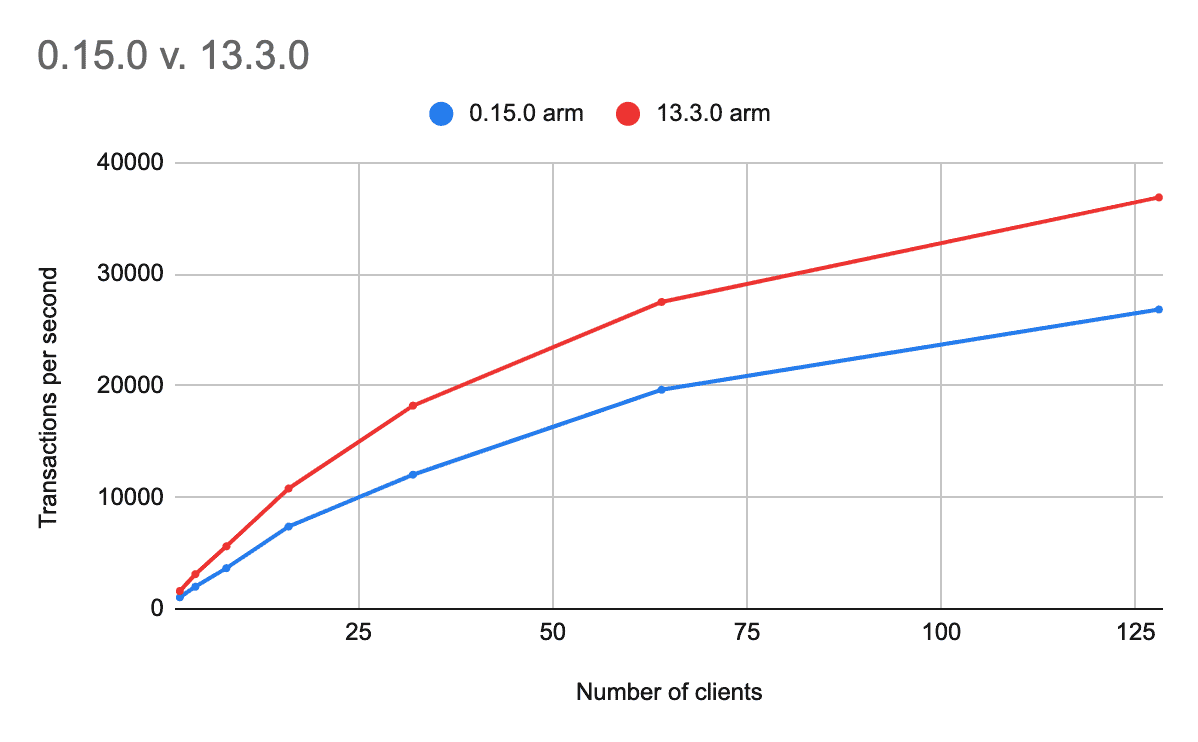 0.15.0 v. 13.3.0
0.15.0 arm
13.3.0 arm
Transactions per second
40000
30000
20000
10000
0
25
50
75
100
125
Number of clients